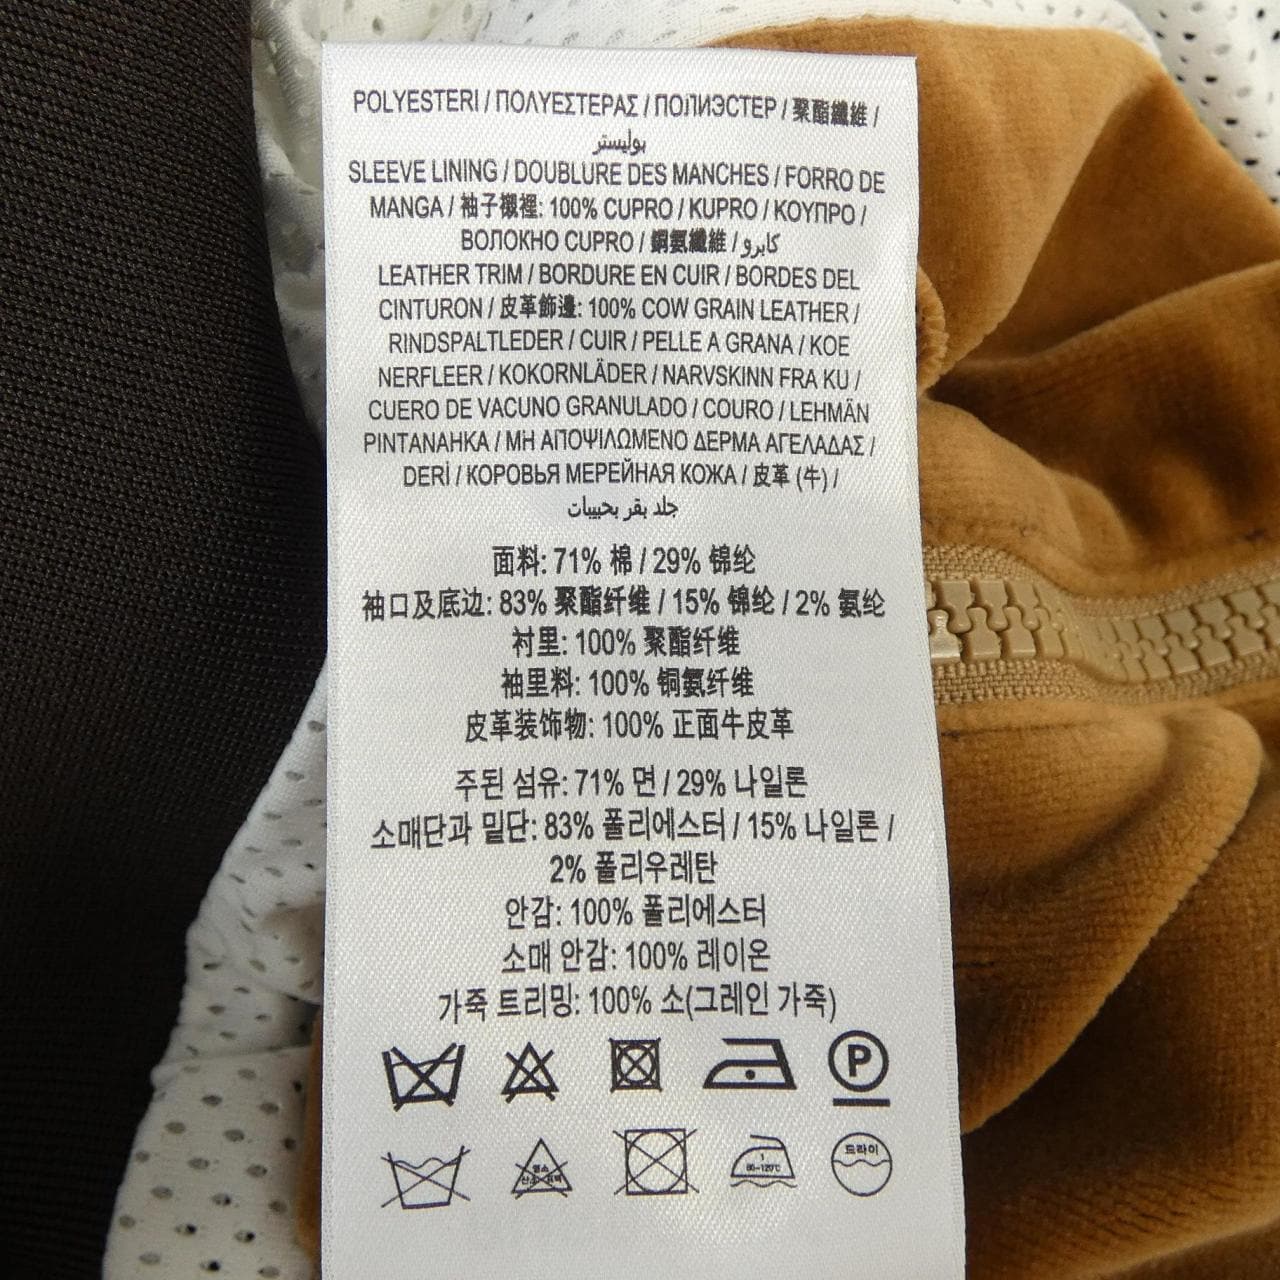 POLYESTERI / ΠΟΛΥΕΣΤΕΡΑΣ / ПОЛИЭСТЕР / 聚酯纖維 /
بوليستر
SLEEVE LINING / DOUBLURE DES MANCHES / FORRO DE
MANGA / 袖子襯裡: 100% CUPRO / KUPRO / ΚΟΥΠΡΟ /
ВОЛОКНО CUPRO / 銅氨纖維 / كابرو
LEATHER TRIM / BORDURE EN CUIR / BORDES DEL
CINTURON / 皮革飾邊: 100% COW GRAIN LEATHER /
RINDSPALTLEDER / CUIR / PELLE A GRANA / KOE
NERFLEER / KOKORNLÄDER / NARVSKINN FRA KU /
CUERO DE VACUNO GRANULADO / COURO / LEHMÄN
PINTANAHKA / ΜΗ ΑΠΟΨΙΛΩΜΕΝΟ ΔΕΡΜΑ ΑΓΕΛΑΔΑΣ /
DERİ / КОРОВЬЯ МЕРЕЙНАЯ КОЖА / 皮革 (牛) /
جلد بقر بحبيبات
面料: 71% 棉 / 29% 锦纶
袖口及底边: 83% 聚酯纤维 / 15% 锦纶 / 2% 氨纶
衬里: 100% 聚酯纤维
袖里料: 100% 铜氨纤维
皮革装饰物: 100% 正面牛皮革
주된 섬유: 71% 면 / 29% 나일론
소매단과 밑단: 83% 폴리에스터 / 15% 나일론 /
2% 폴리우레탄
안감: 100% 폴리에스터
소매 안감: 100% 레이온
가죽 트리밍: 100% 소(그레인 가죽)
P
염소
산소 표백
1
80-120℃
드라이